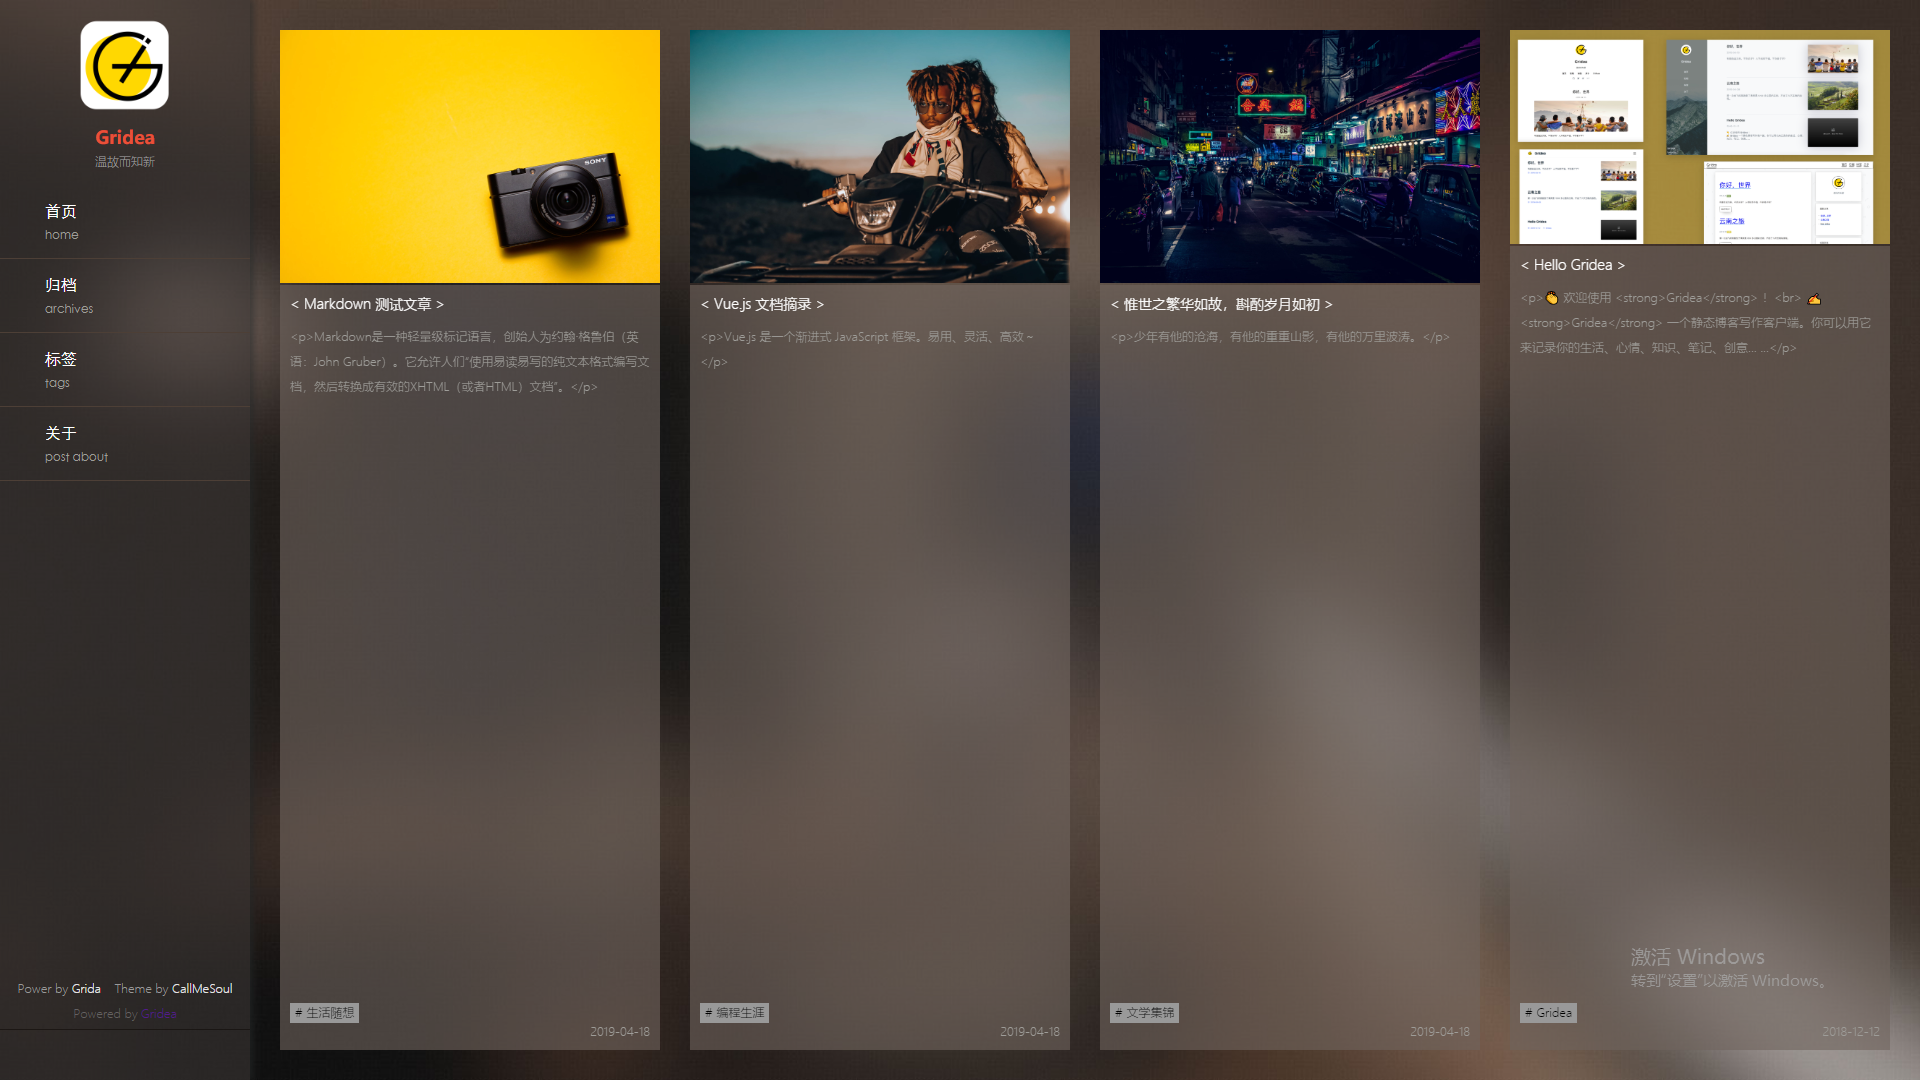 Gridea
温故而知新
首页
home
归档
archives
标签
tags
关于
post about
Power by Grida Theme by CallMeSoul
Powered by Gridea
SONY
< Markdown 测试文章 >
<p>Markdown是一种轻量级标记语言，创始人为约翰·格鲁伯（英
语：John Gruber）。它允许人们“使用易读易写的纯文本格式编写文
档，然后转换成有效的XHTML（或者HTML）文档”。</p>
# 生活随想
2019-04-18
< Vue.js 文档摘录 >
<p>Vue.js 是一个渐进式 JavaScript 框架。易用、灵活、高效 ~
</p>
# 编程生涯
2019-04-18
< 惟世之繁华如故，斟酌岁月如初 >
<p>少年有他的沧海，有他的重重山影，有他的万里波涛。</p>
# 文学集锦
2019-04-18
Gridea
你好，世界
云南之旅
Hello Gridea
< Hello Gridea >
<p>👏 欢迎使用 <strong>Gridea</strong> ！<br> ✍️
<strong>Gridea</strong> 一个静态博客写作客户端。你可以用它
来记录你的生活、心情、知识、笔记、创意... ...</p>
# Gridea
2018-12-12
激活 Windows
转到“设置”以激活 Windows。